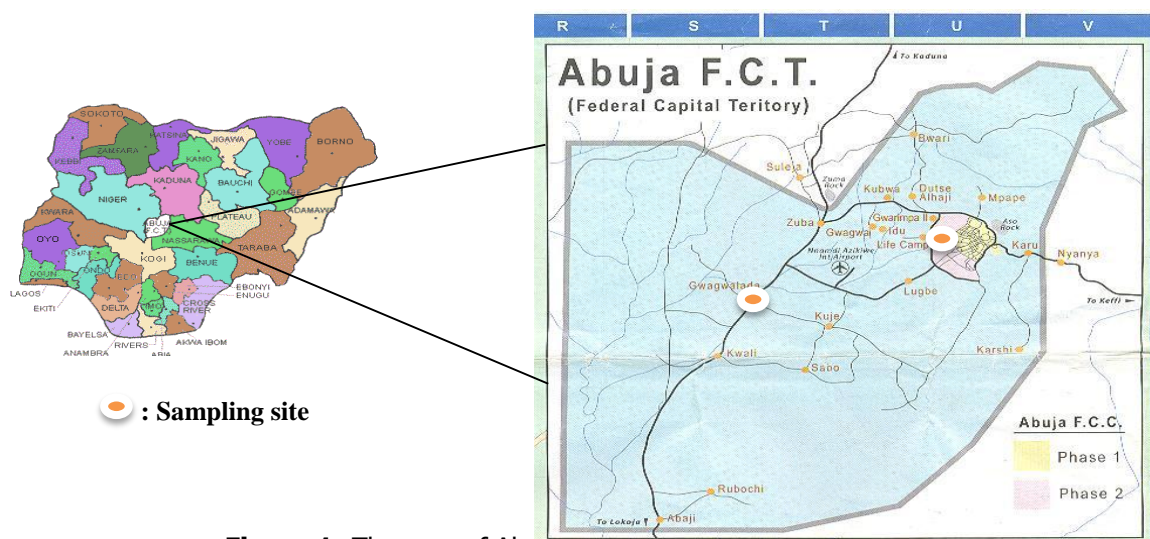 R S T U V
Abuja F.C.T.
(Federal Capital Teritory)
To Kaduna
Bwari
Suleja
Zuma
Rock
Kubwa
Dutse
Alhaji
Mpape
Zuba
Gwagwa
Idu
Gwarimpa II
Life Camp
Aso
Rock
Karu
Nyanya
Nnamdi Azikiwe
Int/Airport
Gwagwalada
Lugbe
To Keffi
Kuje
Kwali
Sabo
Karshi
Abuja F.C.C.
Phase 1
Phase 2
Rubochi
To Lokoja
Abaji
SOKOTO
KEBBI
ZAMFARA
KATSINA
KANO
JIGAWA
YOBE
BORNO
KADUNA
BAUCHI
GOMBE
ADAMAWA
NIGER
KWARA
ABUJA
(F.C.T.)
PLATEAU
NASSARAWA
TARABA
OYO
KOGI
BENUE
OGUN
ONDO
EDO
LAGOS
EKITI
DELTA
IMO
CROSS
RIVER
EBONYI
ENUGU
BAYELSA
ANAMBRA
RIVERS
ABIA
AKWA IBOM
: Sampling site